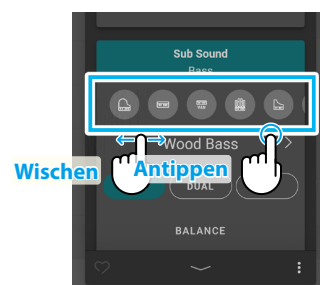 Sub Sound
Bass
Wood Bass
Wischen
Antippen
DUAL
BALANCE